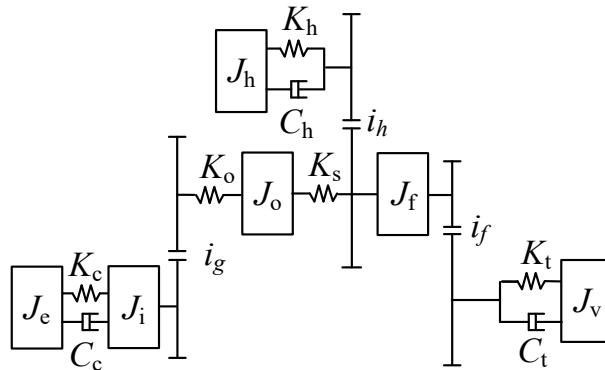 K_h
J_h
C_h
i_h
K_o
J_o
K_s
J_f
i_g
i_f
K_c
J_e
J_i
C_c
K_t
J_v
C_t